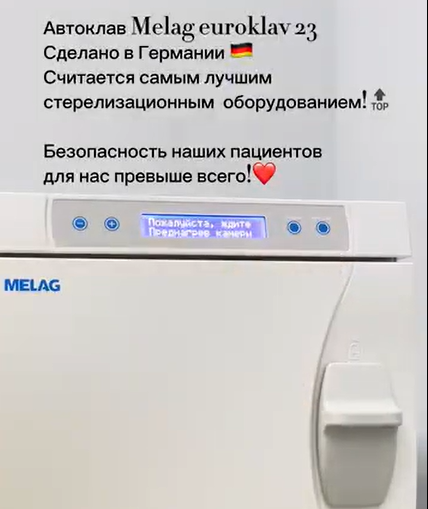 Автоклав Melag euroklav 23
Сделано в Германии 🇩🇪
Считается самым лучшим
стерелизационным оборудованием! 🔝
Безопасность наших пациентов
для нас превыше всего!❤️
Пожалуйста, ждите
Преднагрев камеры
MELAG